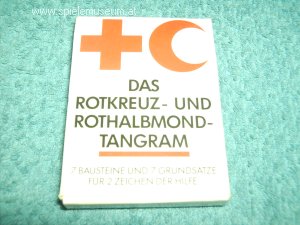 www.spielemuseum.at
DAS
ROTKREUZ- UND
ROTHALBMOND-
TANGRAM
7 BAUSTEINE UND 7 GRUNDSÄTZE
FÜR 2 ZEICHEN DER HILFE